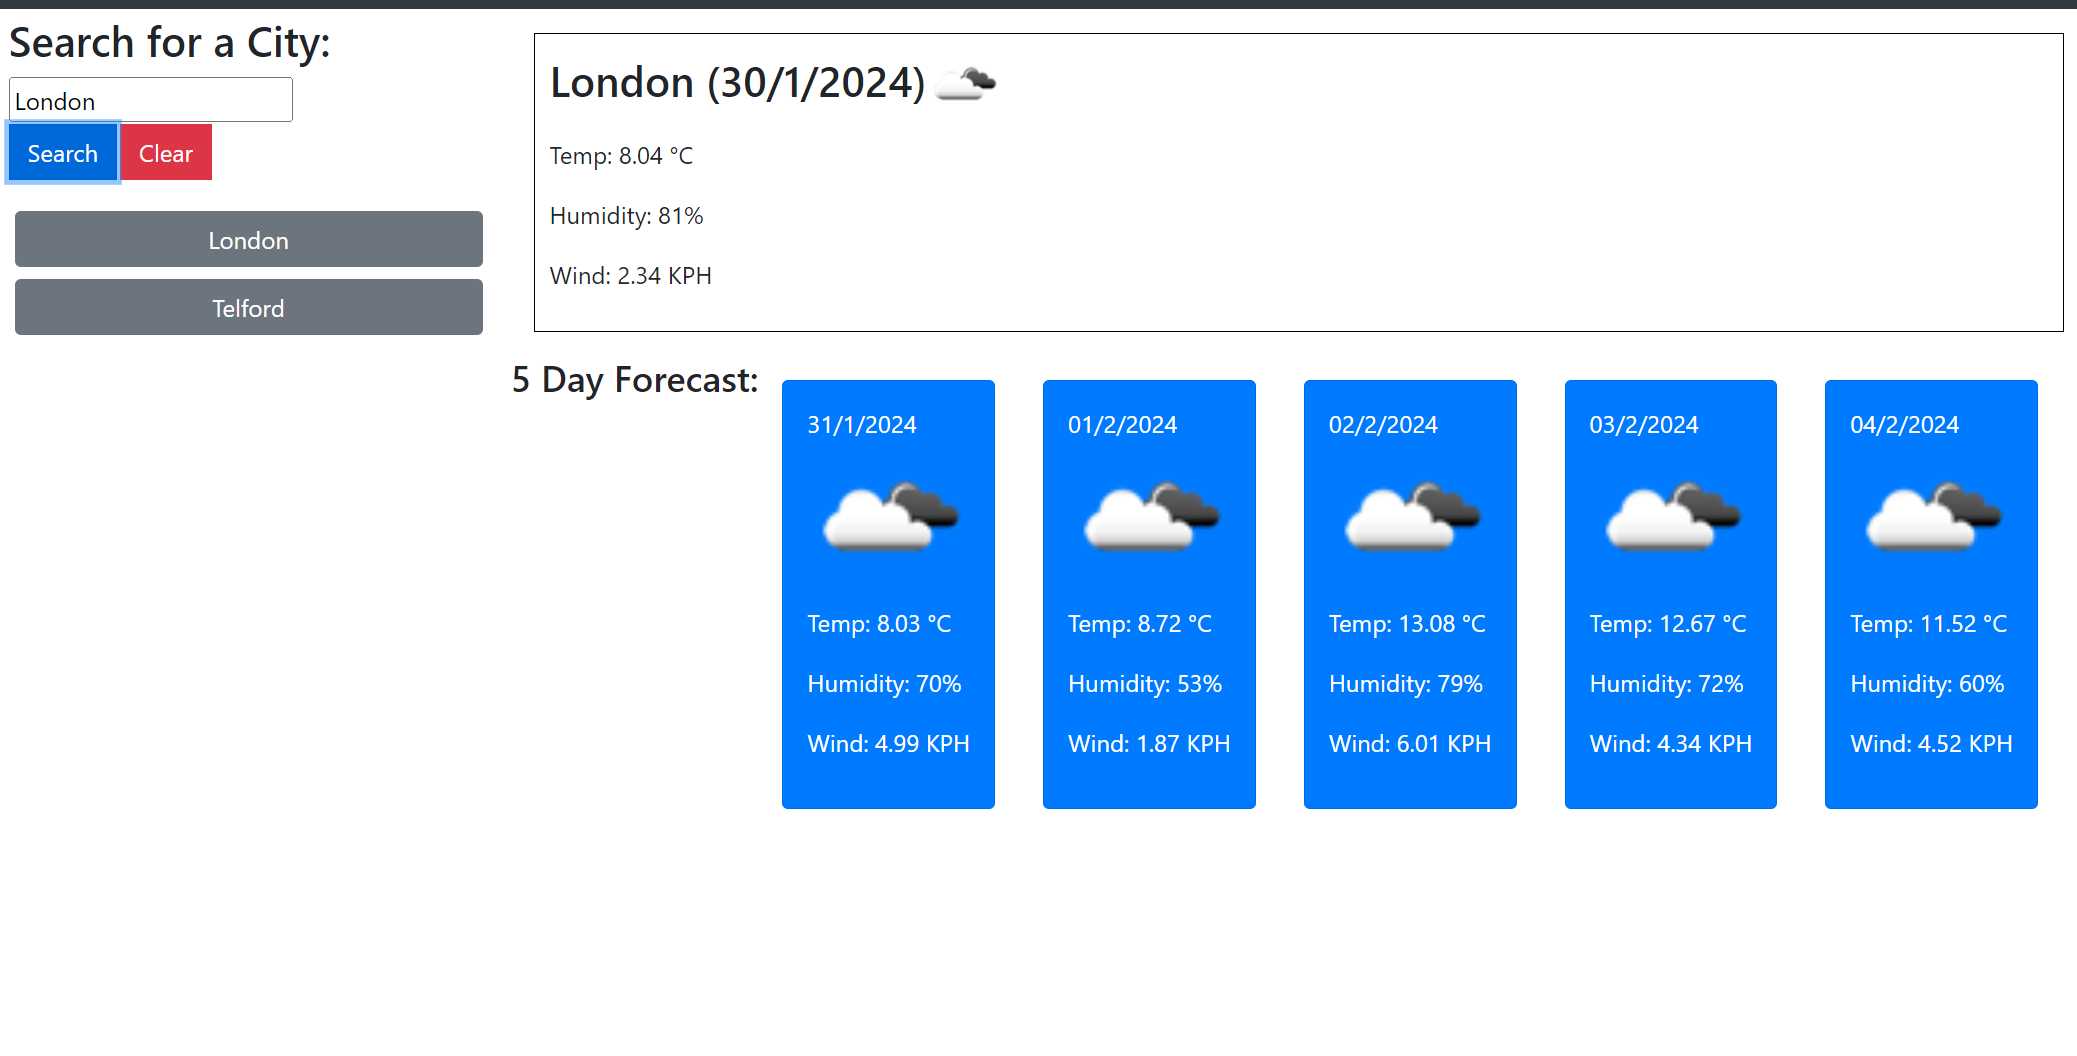 Search for a City:
London
Search Clear
London
Telford
London (30/1/2024)
Temp: 8.04 °C
Humidity: 81%
Wind: 2.34 KPH
5 Day Forecast:
31/1/2024
Temp: 8.03 °C
Humidity: 70%
Wind: 4.99 KPH
01/2/2024
Temp: 8.72 °C
Humidity: 53%
Wind: 1.87 KPH
02/2/2024
Temp: 13.08 °C
Humidity: 79%
Wind: 6.01 KPH
03/2/2024
Temp: 12.67 °C
Humidity: 72%
Wind: 4.34 KPH
04/2/2024
Temp: 11.52 °C
Humidity: 60%
Wind: 4.52 KPH